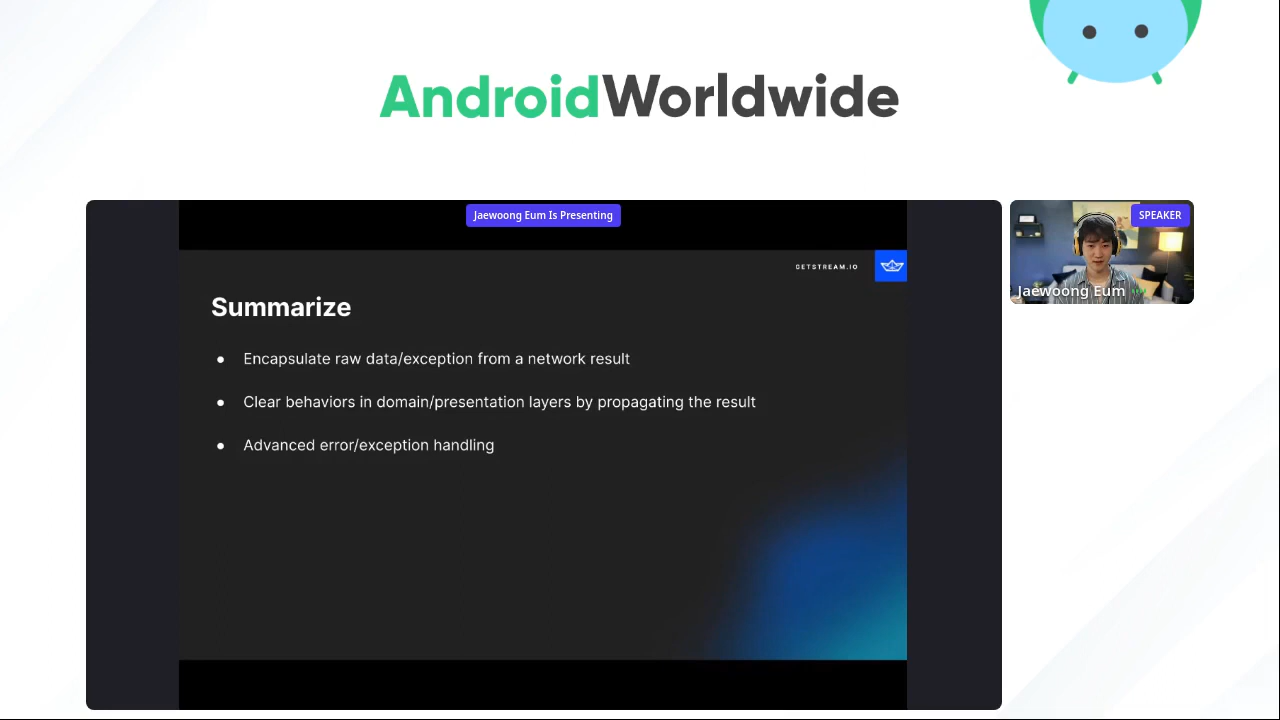 AndroidWorldwide
Jaewoong Eum Is Presenting
SPEAKER
Jaewoong Eum
GETSTREAM.IO
Summarize
● Encapsulate raw data/exception from a network result
● Clear behaviors in domain/presentation layers by propagating the result
● Advanced error/exception handling